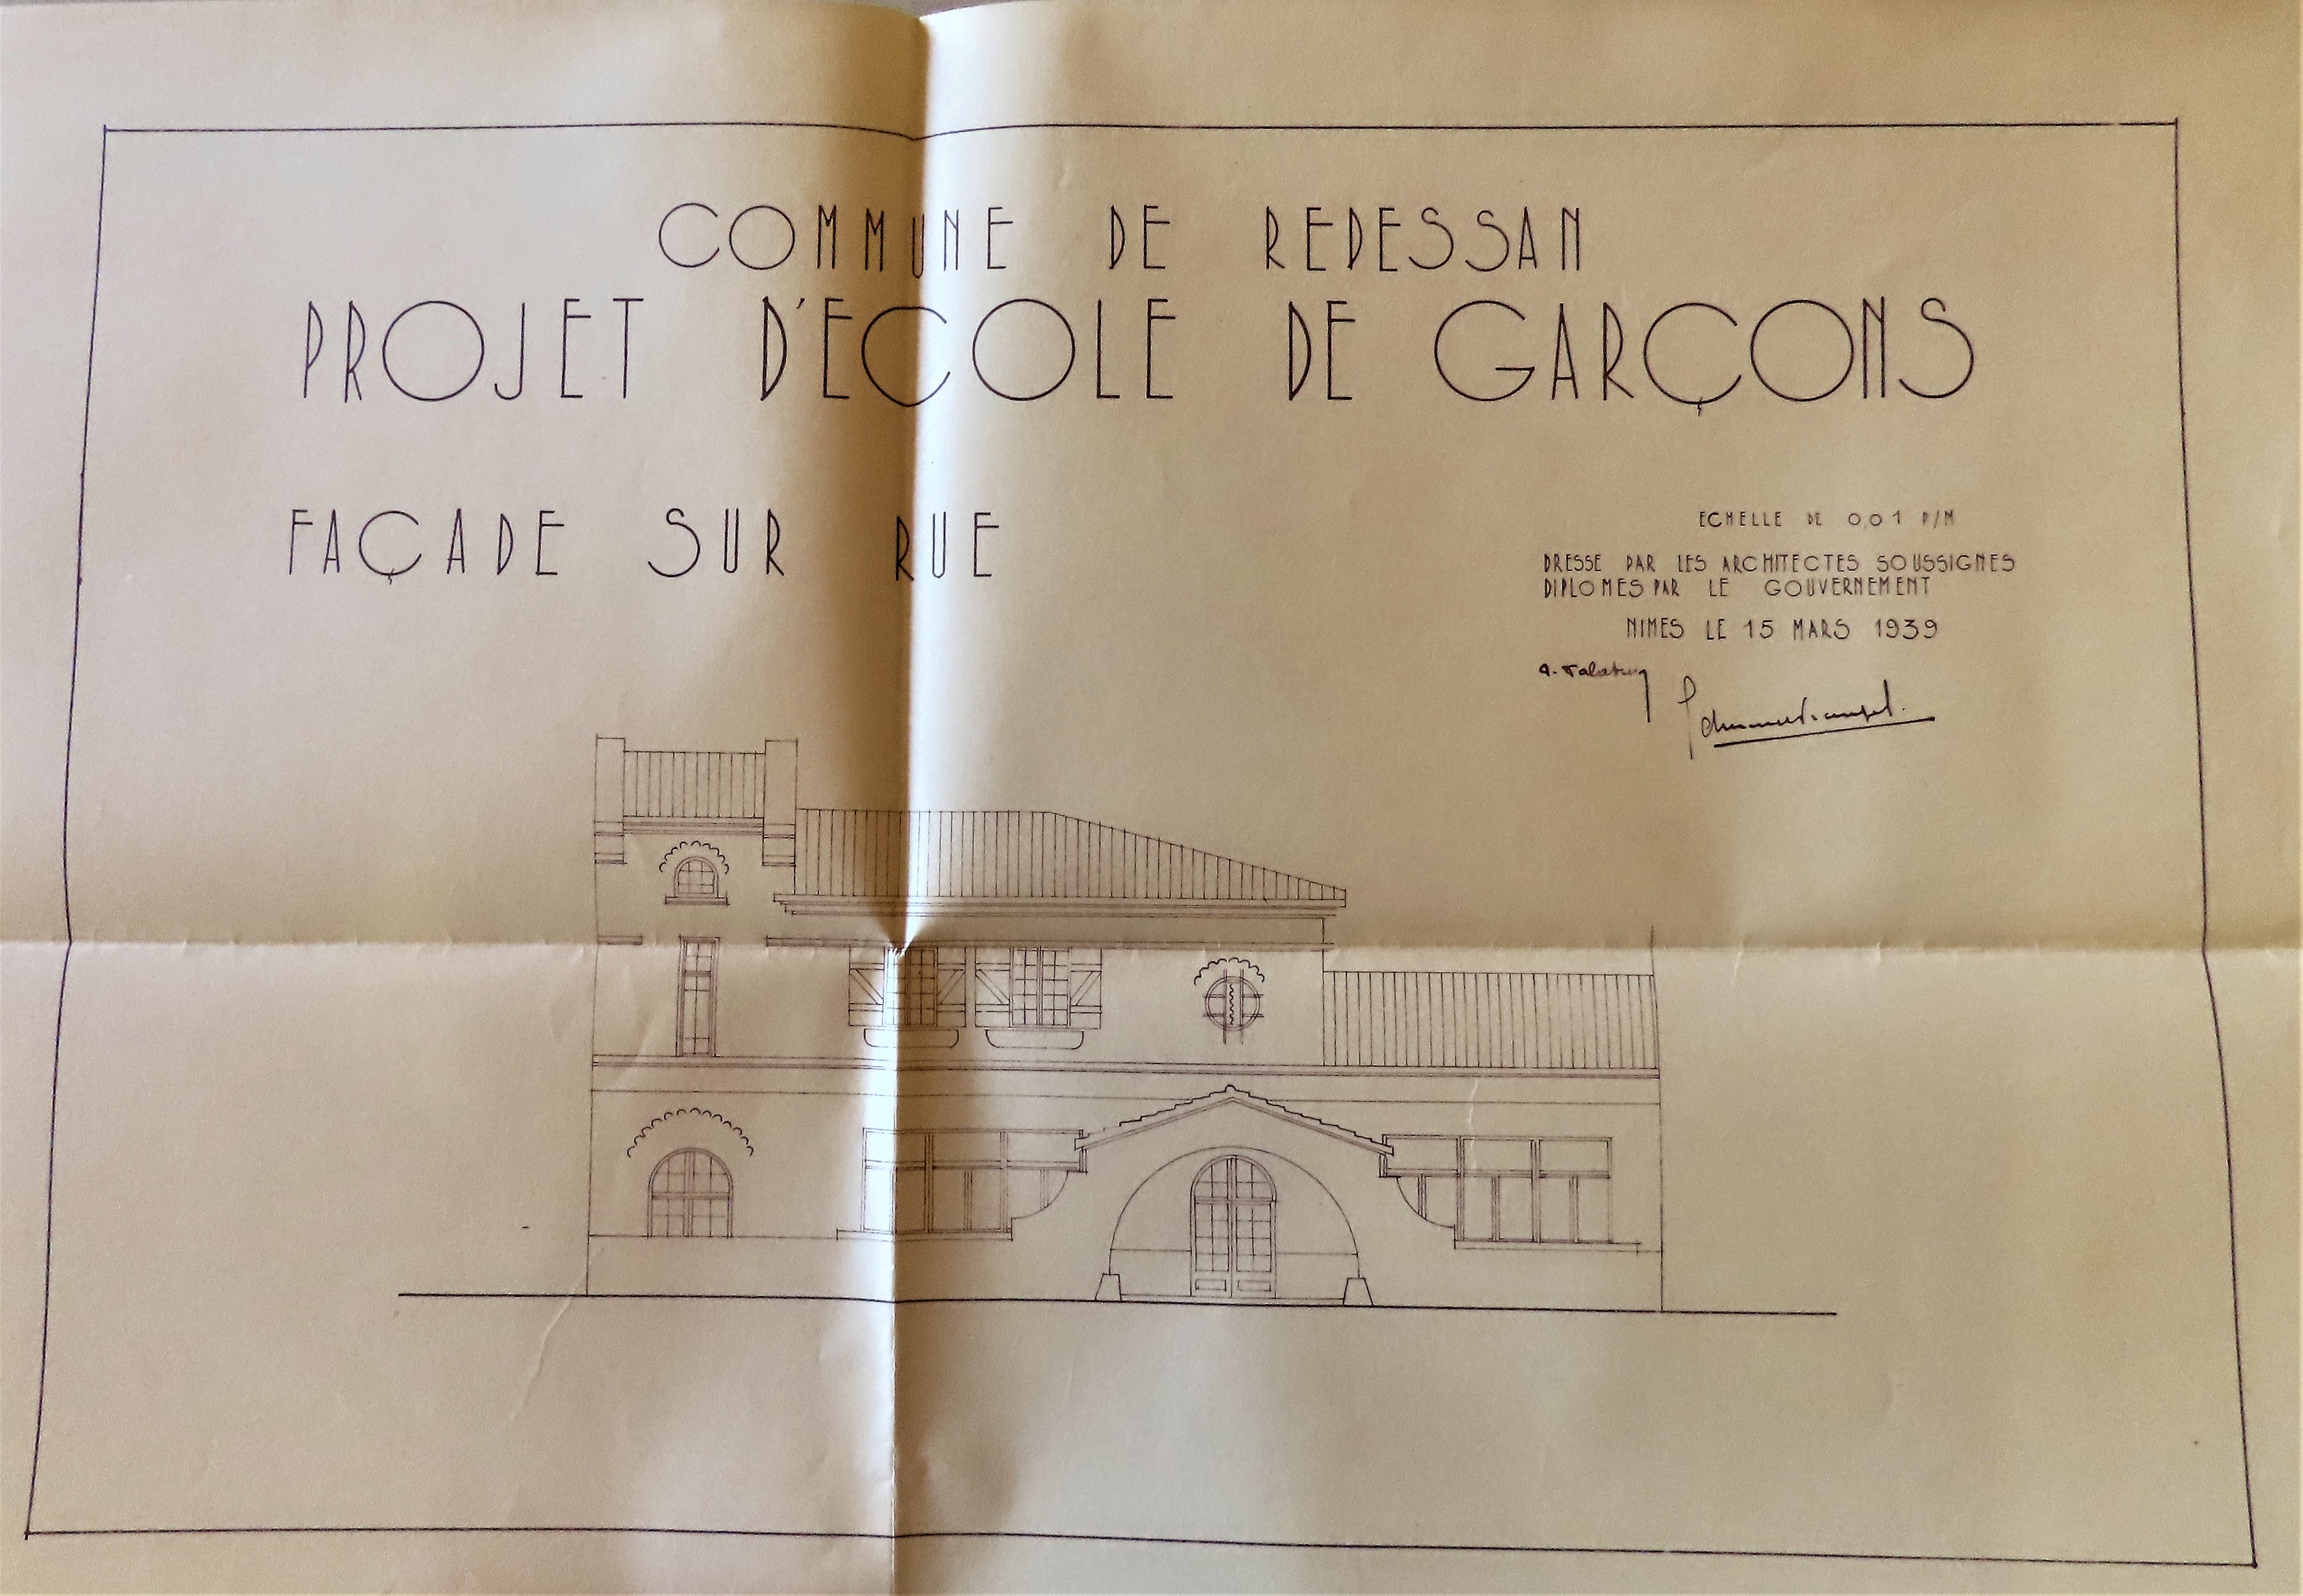 COMMUNE DE REDESSAN
PROJET D'ECOLE DE GARÇONS
FAÇADE SUR RUE
ECHELLE DE 0,01 P/M
DRESSE PAR LES ARCHITECTES SOUSSIGNES
DIPLOMES PAR LE GOUVERNEMENT
NIMES LE 15 MARS 1939